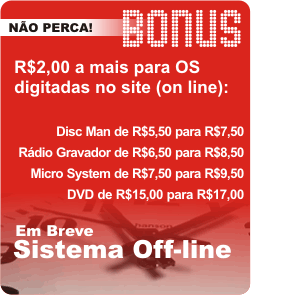 NÃO PERCA!
BONUS
R$2,00 a mais para OS
digitadas no site (on line):
Disc Man de R$5,50 para R$7,50
Rádio Gravador de R$6,50 para R$8,50
Micro System de R$7,50 para R$9,50
DVD de R$15,00 para R$17,00
Em Breve
Sistema Off-line